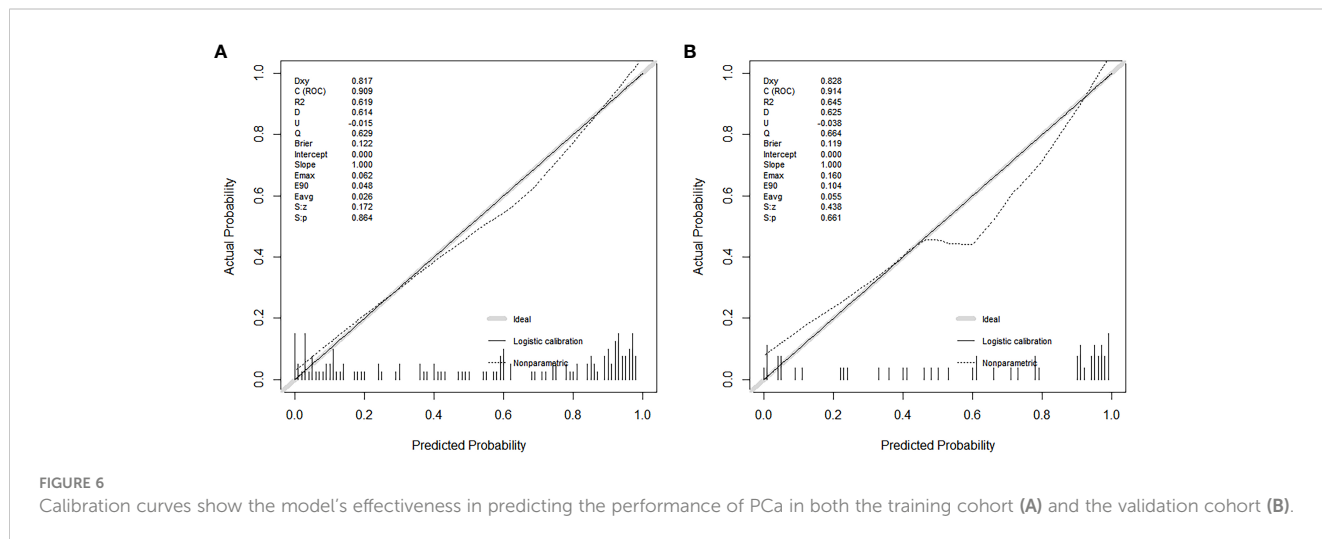 A
Dxy 0.817
C (ROC) 0.909
R2 0.619
D 0.614
U -0.015
Q 0.629
Brier 0.122
Intercept 0.000
Slope 1.000
Emax 0.062
E90 0.048
Eavg 0.026
S:z 0.172
S:p 0.864
Actual Probability
1.0
0.8
0.6
0.4
0.2
0.0
Ideal
Logistic calibration
Nonparametric
0.0 0.2 0.4 0.6 0.8 1.0
Predicted Probability
B
Dxy 0.828
C (ROC) 0.914
R2 0.645
D 0.625
U -0.038
Q 0.664
Brier 0.119
Intercept 0.000
Slope 1.000
Emax 0.160
E90 0.104
Eavg 0.055
S:z 0.438
S:p 0.661
Actual Probability
1.0
0.8
0.6
0.4
0.2
0.0
Ideal
Logistic calibration
Nonparametric
0.0 0.2 0.4 0.6 0.8 1.0
Predicted Probability
FIGURE 6
Calibration curves show the model's effectiveness in predicting the performance of PCa in both the training cohort (A) and the validation cohort (B).